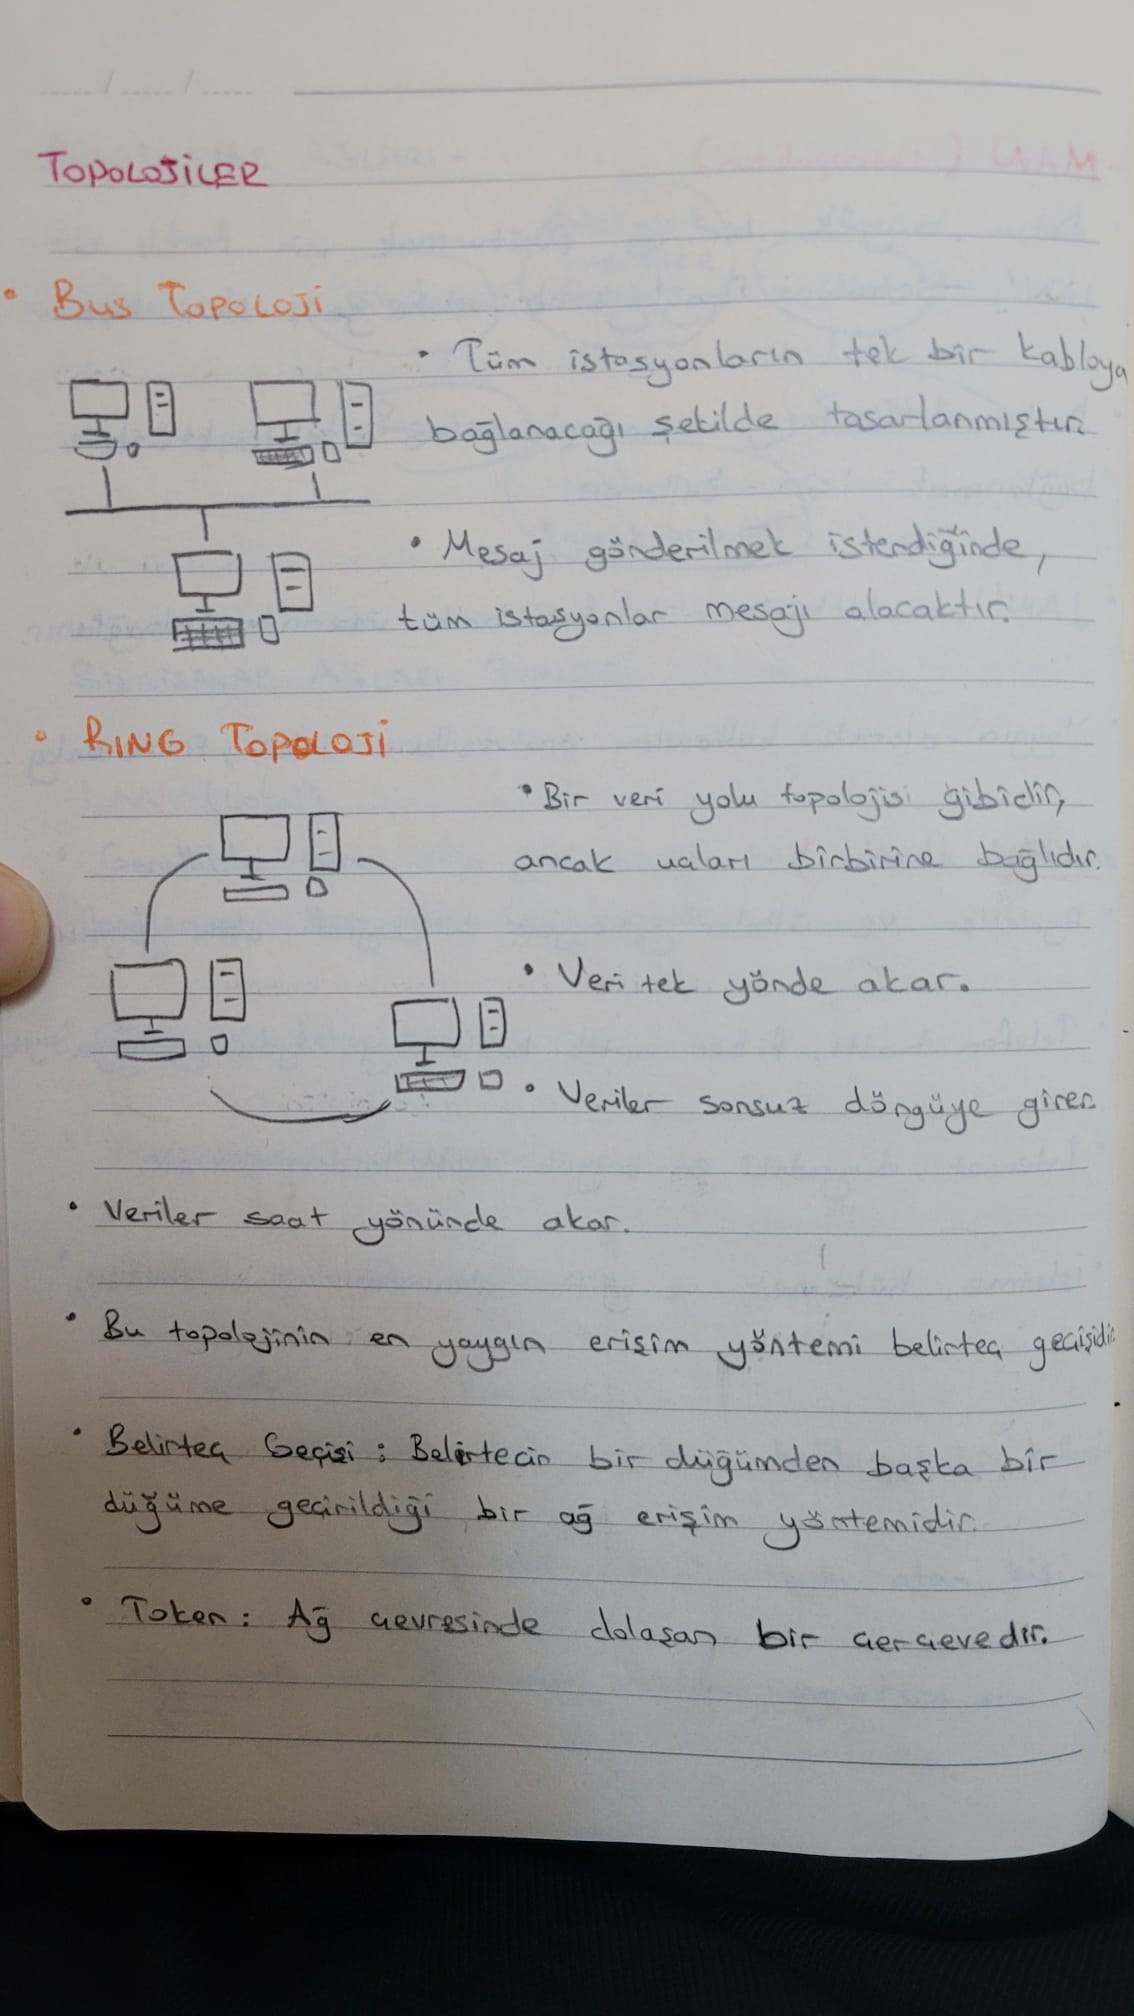 TOPOLOJİLER
• BUS TOPOLOJİ
• Tüm istasyonların tek bir kabloya
bağlanacağı şekilde tasarlanmıştır.
• Mesaj gönderilmek istendiğinde,
tüm istasyonlar mesajı alacaktır.
• RING TOPOLOJİ
• Bir veri yolu topolojisi gibidir,
ancak uçları birbirine bağlıdır.
• Veri tek yönde akar.
• Veriler sonsuz döngüye girer.
• Veriler saat yönünde akar.
• Bu topolojinin en yaygın erişim yöntemi belirteç geçişidir
• Belirteç Geçişi : Belirtecin bir düğümden başka bir
düğüme geçirildiği bir ağ erişim yöntemidir.
• Token : Ağ çevresinde dolaşan bir çerçevedir.